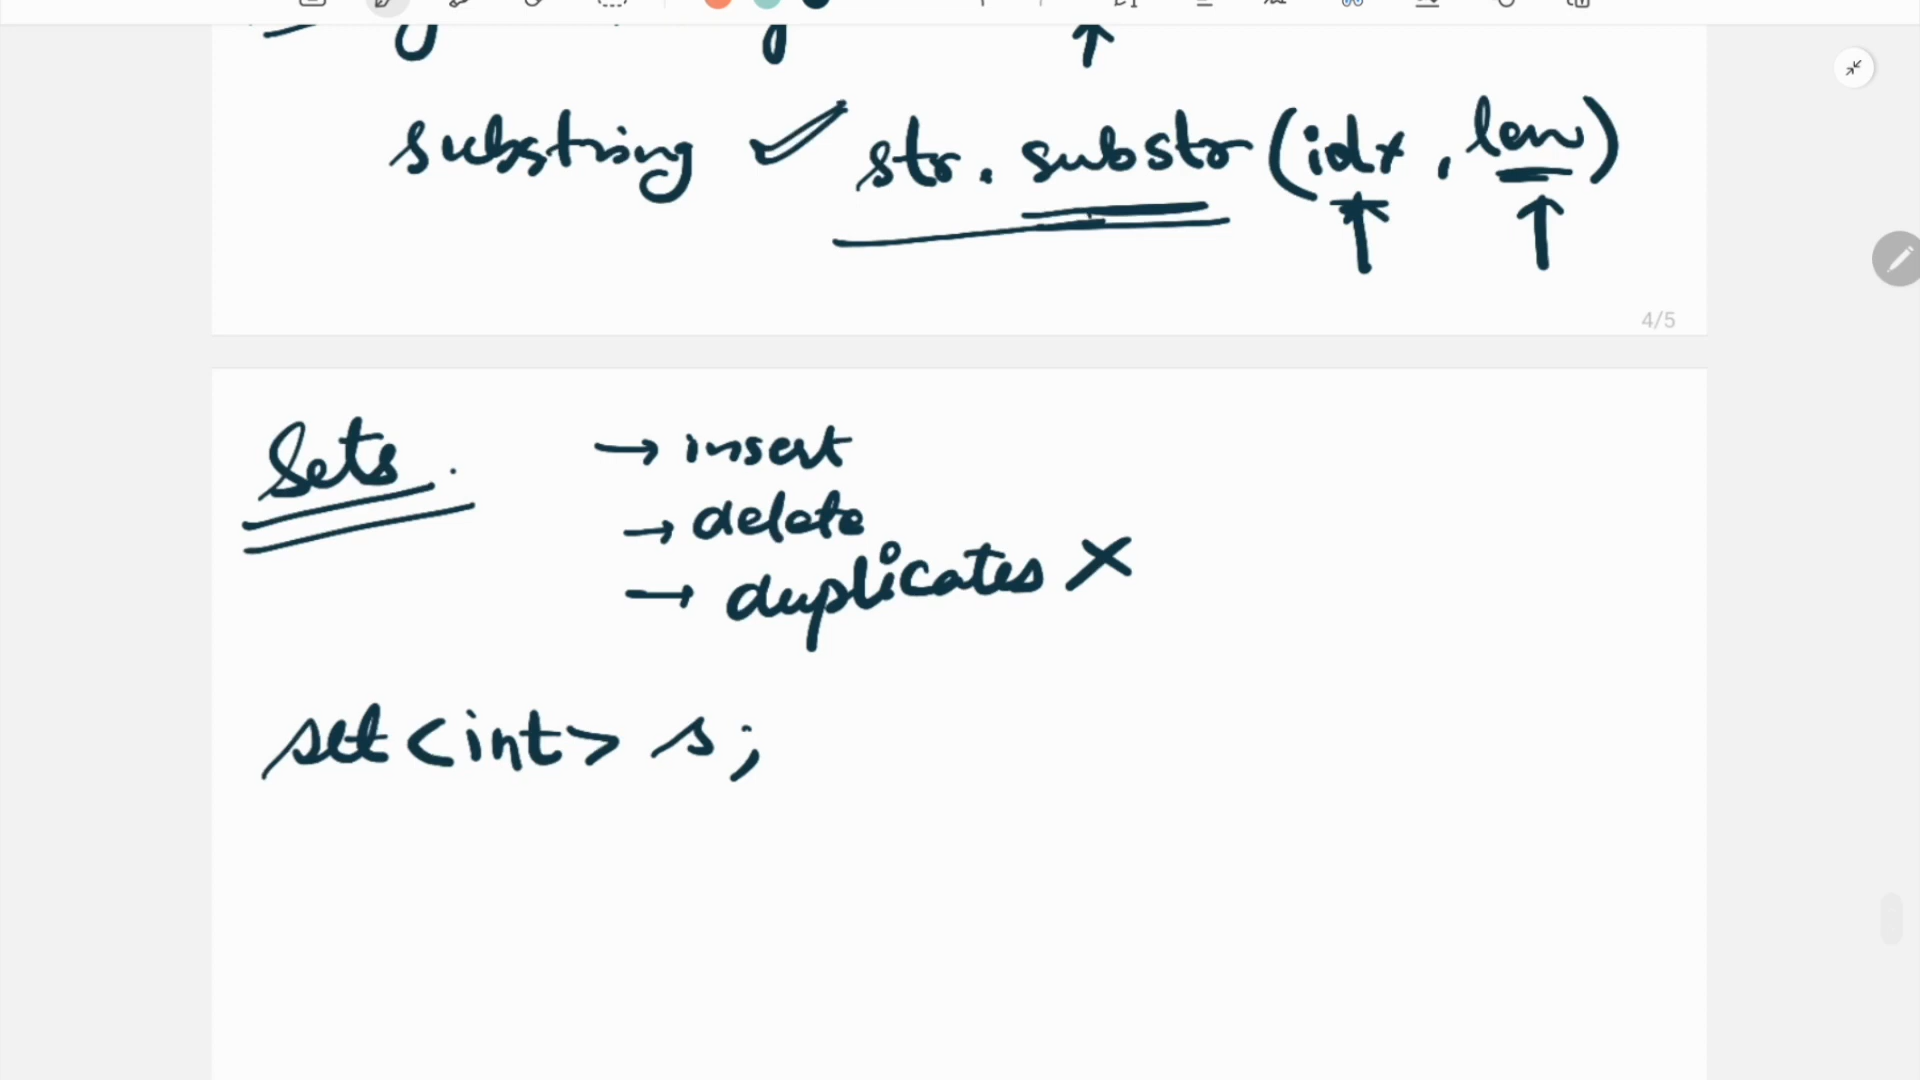 substring ✓ str.substr(idx, len)
4/5
Sets.
→ insert
→ delete
→ duplicates ✗
set<int> s;